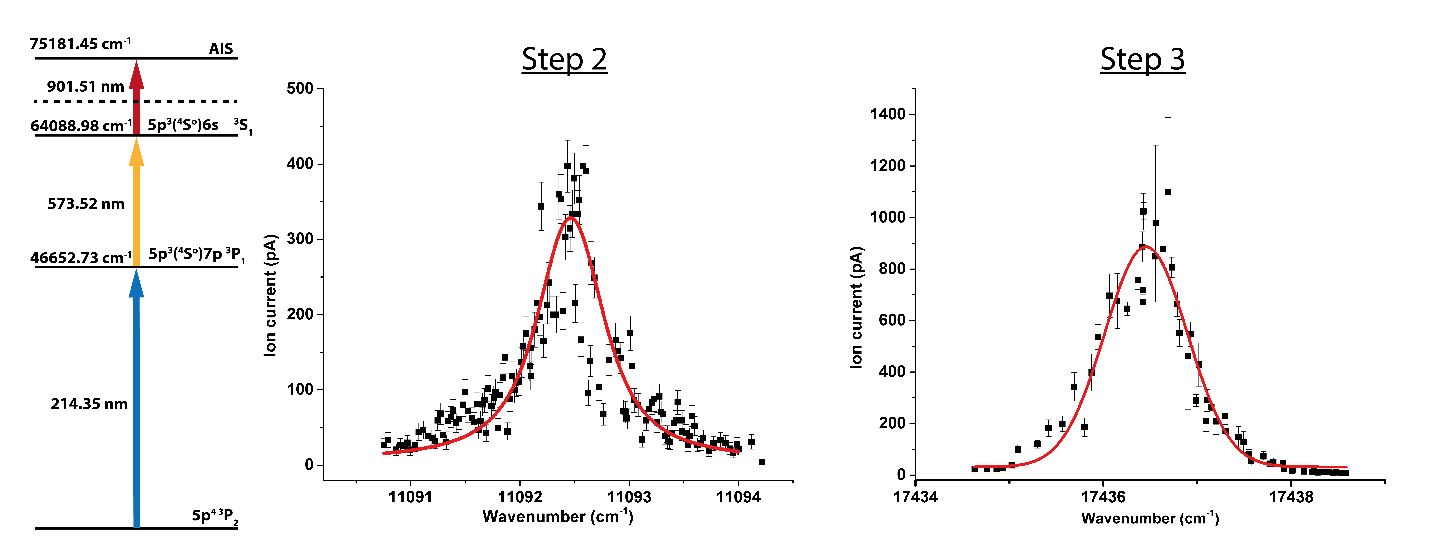 75181.45 cm⁻¹ AIS
901.51 nm
64088.98 cm⁻¹ 5p³(⁴Sᵒ)6s ³S₁
573.52 nm
46652.73 cm⁻¹ 5p³(⁴Sᵒ)7p ³P₁
214.35 nm
5p⁴ ³P₂
Step 2
500
400
300
200
100
0
Ion current (pA)
11091 11092 11093 11094
Wavenumber (cm⁻¹)
Step 3
1400
1200
1000
800
600
400
200
0
Ion current (pA)
17434 17436 17438
Wavenumber (cm⁻¹)